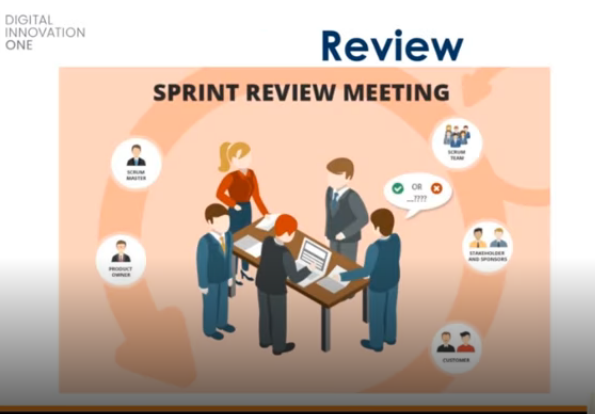 DIGITAL
INNOVATION
ONE
Review
SPRINT REVIEW MEETING
SCRUM
MASTER
SCRUM
TEAM
OR
????
PRODUCT
OWNER
STAKEHOLDER
AND SPONSORS
CUSTOMER